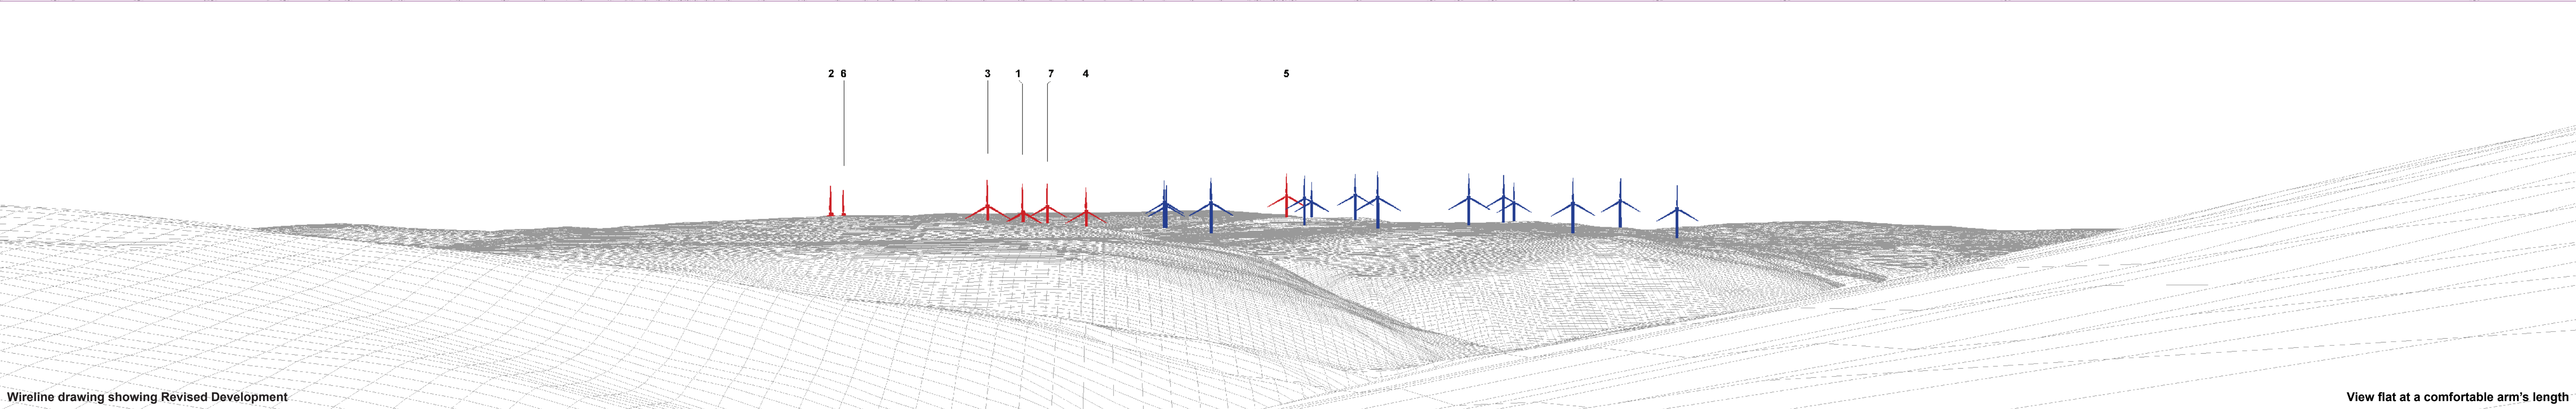 2 6 3 1 7 4 5
Wireline drawing showing Revised Development
View flat at a comfortable arm's length